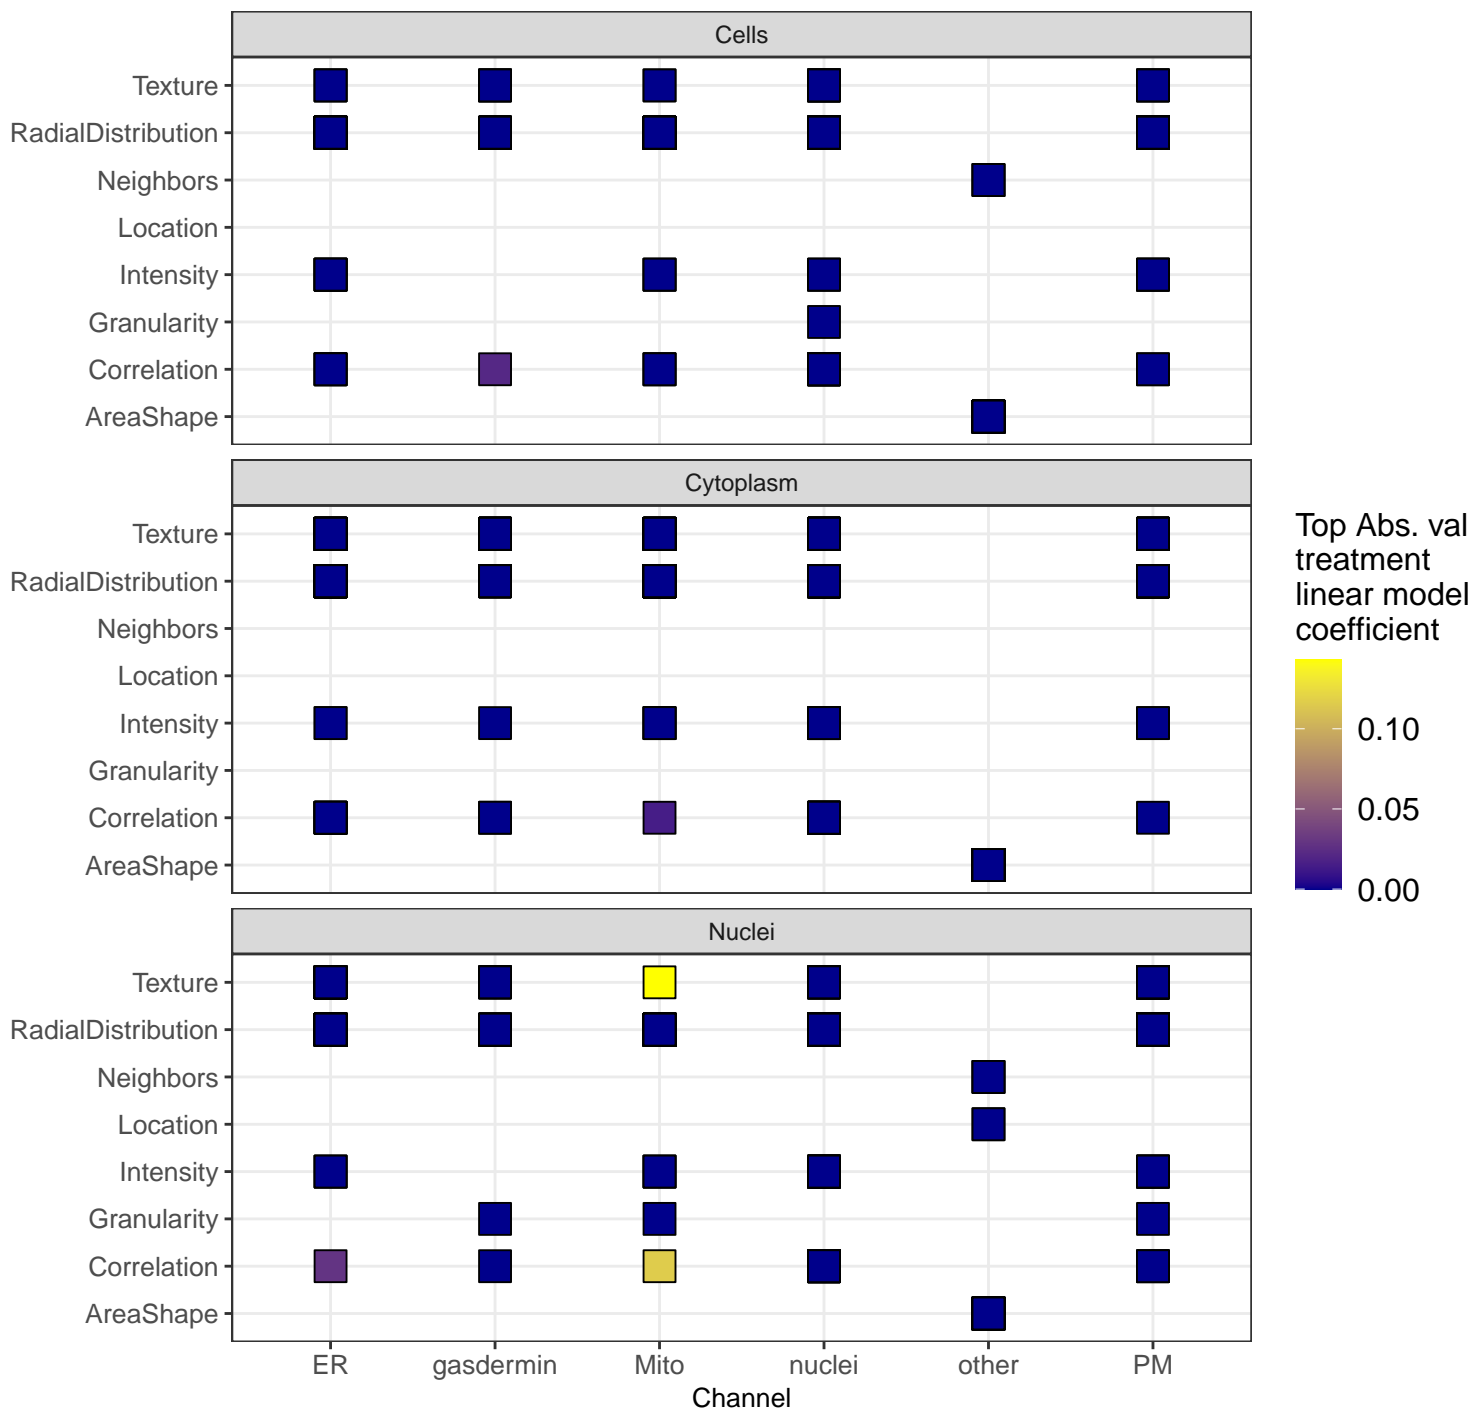 Cells
Texture
RadialDistribution
Neighbors
Location
Intensity
Granularity
Correlation
AreaShape
Cytoplasm
Texture
RadialDistribution
Neighbors
Location
Intensity
Granularity
Correlation
AreaShape
Nuclei
Texture
RadialDistribution
Neighbors
Location
Intensity
Granularity
Correlation
AreaShape
ER gasdermin Mito nuclei other PM
Channel
Top Abs. val
treatment
linear model
coefficient
0.10
0.05
0.00